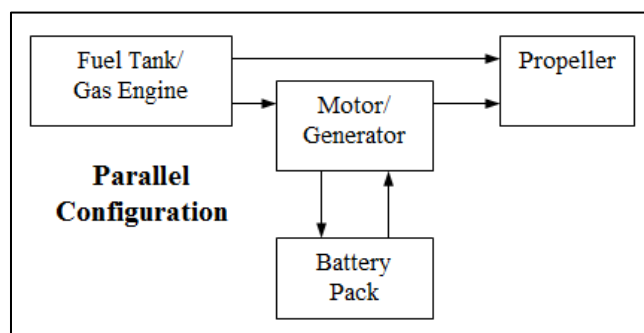 Fuel Tank/
Gas Engine
Propeller
Motor/
Generator
Parallel
Configuration
Battery
Pack